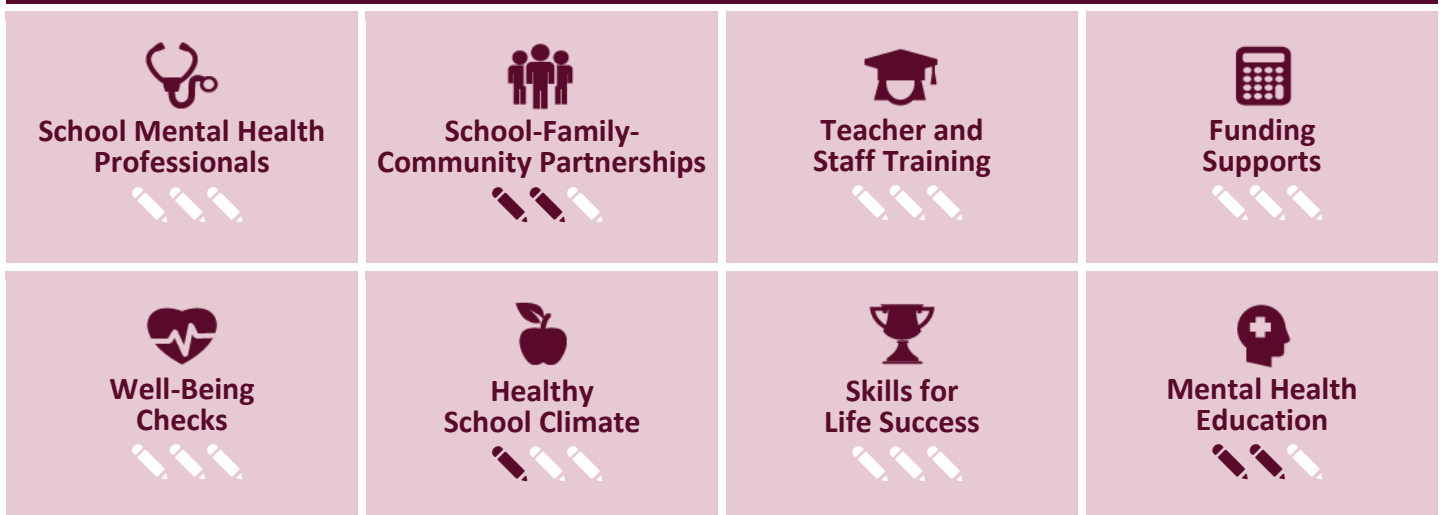 School Mental Health
Professionals
School-Family-
Community Partnerships
Teacher and
Staff Training
Funding
Supports
Well-Being
Checks
Healthy
School Climate
Skills for
Life Success
Mental Health
Education